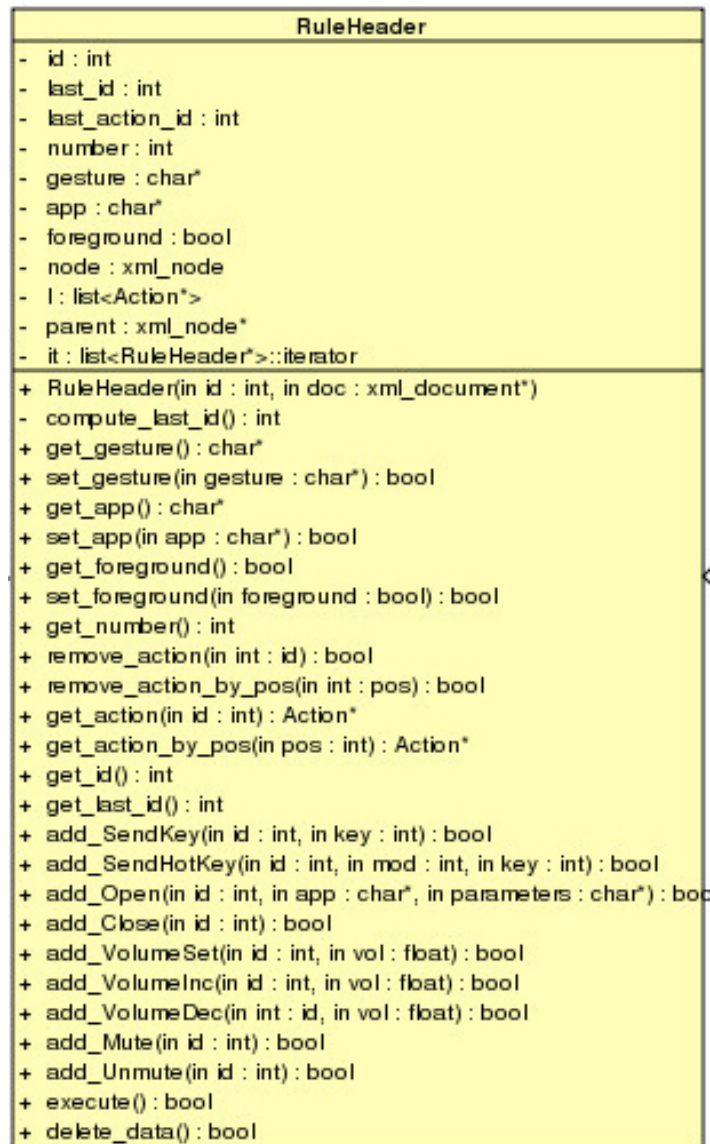 RuleHeader
- id : int
- last_id : int
- last_action_id : int
- number : int
- gesture : char*
- app : char*
- foreground : bool
- node : xml_node
- l : list<Action*>
- parent : xml_node*
- it : list<RuleHeader*>::iterator
+ RuleHeader(in id : int, in doc : xml_document*)
- compute_last_id() : int
+ get_gesture() : char*
+ set_gesture(in gesture : char*) : bool
+ get_app() : char*
+ set_app(in app : char*) : bool
+ get_foreground() : bool
+ set_foreground(in foreground : bool) : bool
+ get_number() : int
+ remove_action(in int : id) : bool
+ remove_action_by_pos(in int : pos) : bool
+ get_action(in id : int) : Action*
+ get_action_by_pos(in pos : int) : Action*
+ get_id() : int
+ get_last_id() : int
+ add_SendKey(in id : int, in key : int) : bool
+ add_SendHotKey(in id : int, in mod : int, in key : int) : bool
+ add_Open(in id : int, in app : char*, in parameters : char*) : boo
+ add_Close(in id : int) : bool
+ add_VolumeSet(in id : int, in vol : float) : bool
+ add_VolumeInc(in id : int, in vol : float) : bool
+ add_VolumeDec(in int : id, in vol : float) : bool
+ add_Mute(in id : int) : bool
+ add_Unmute(in id : int) : bool
+ execute() : bool
+ delete_data() : bool